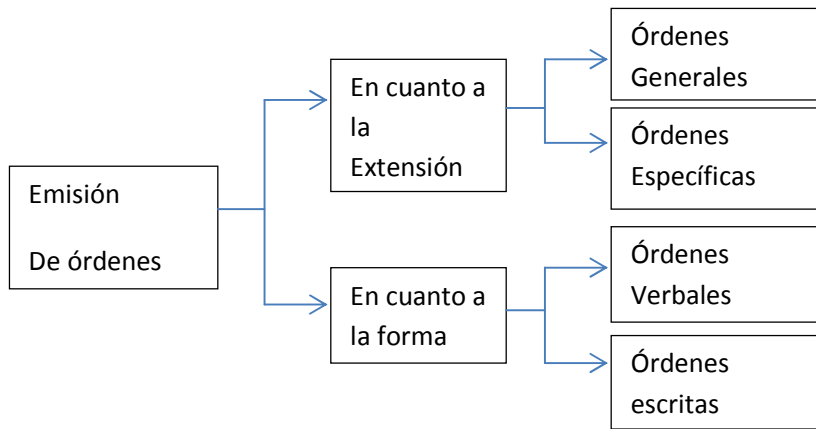 Emisión
De órdenes
En cuanto a
la
Extensión
Órdenes
Generales
Órdenes
Específicas
En cuanto a
la forma
Órdenes
Verbales
Órdenes
escritas